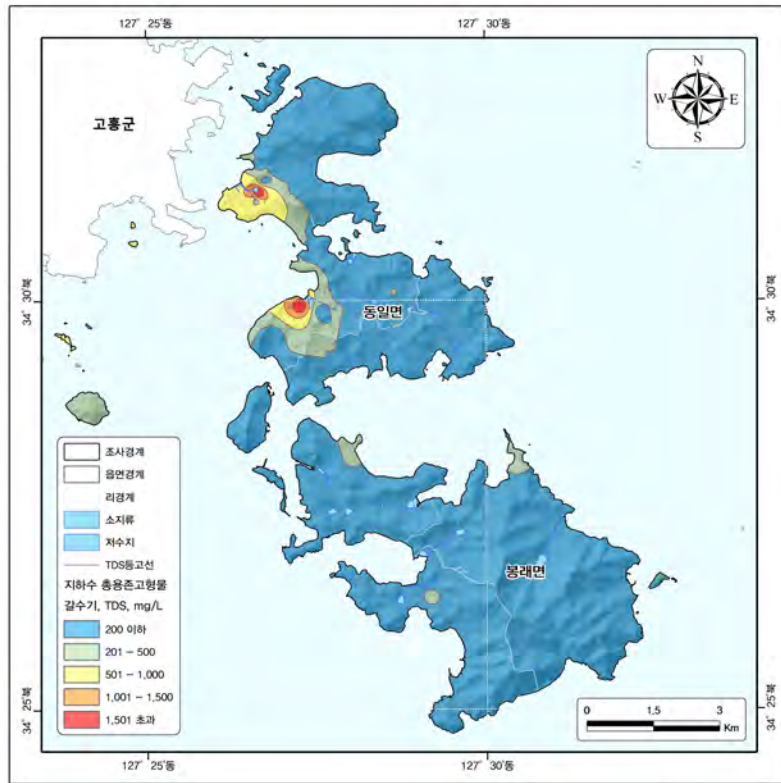 127° 25'동
127° 30'동
N
W
E
S
고흥군
34° 30'북
34° 30'북
동일면
조사경계
읍면경계
리경계
소지류
저수지
TDS등고선
지하수 총용존고형물
갈수기, TDS, mg/L
200 이하
201 - 500
501 - 1,000
1,001 - 1,500
1,501 초과
봉래면
34° 25'북
34° 25'북
0
1.5
3
Km
127° 25'동
127° 30'동